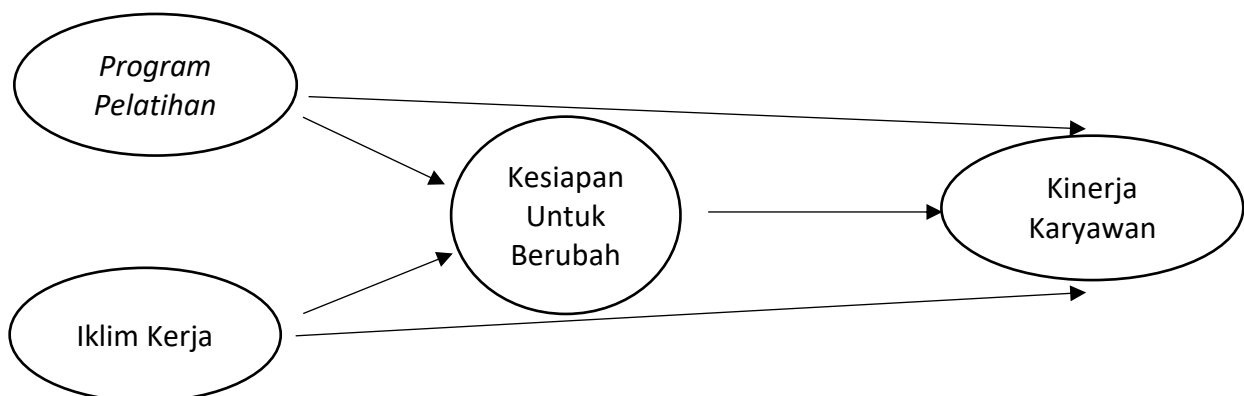 Program
Pelatihan
Kesiapan
Untuk
Berubah
Kinerja
Karyawan
Iklim Kerja